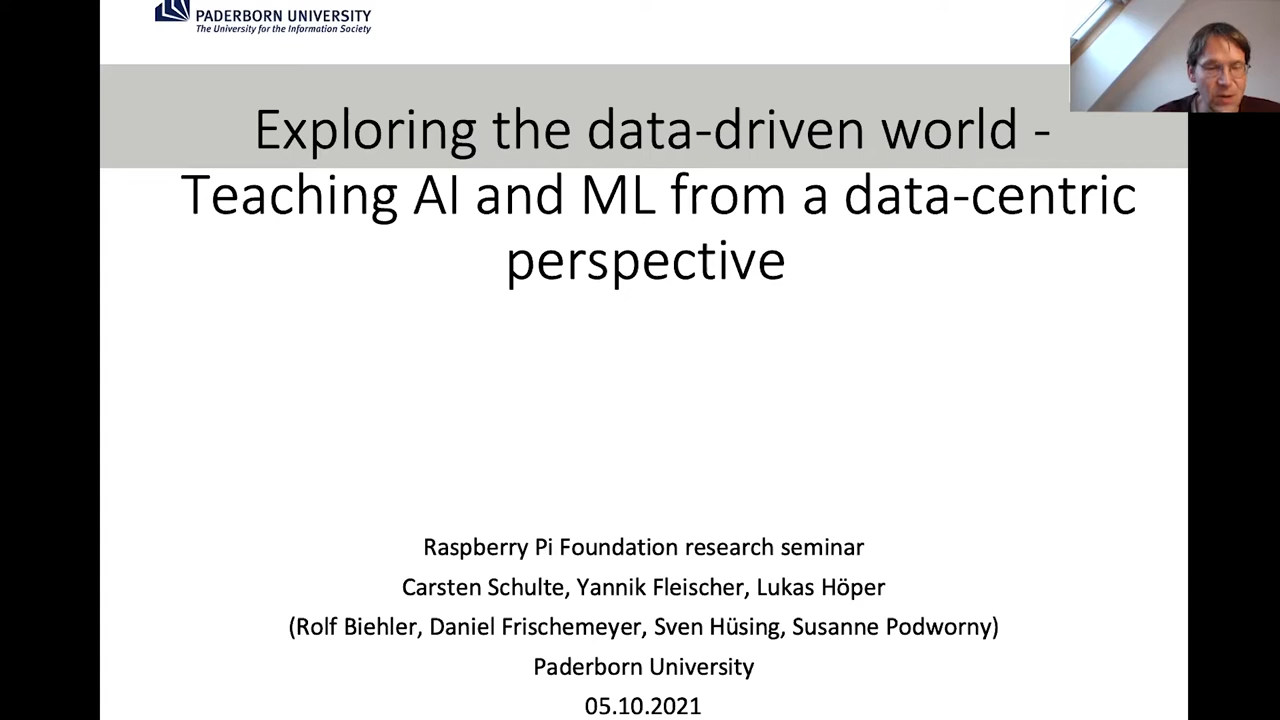 PADERBORN UNIVERSITY
The University for the Information Society
Exploring the data-driven world -
Teaching AI and ML from a data-centric
perspective
Raspberry Pi Foundation research seminar
Carsten Schulte, Yannik Fleischer, Lukas Höper
(Rolf Biehler, Daniel Frischemeyer, Sven Hüsing, Susanne Podworny)
Paderborn University
05.10.2021